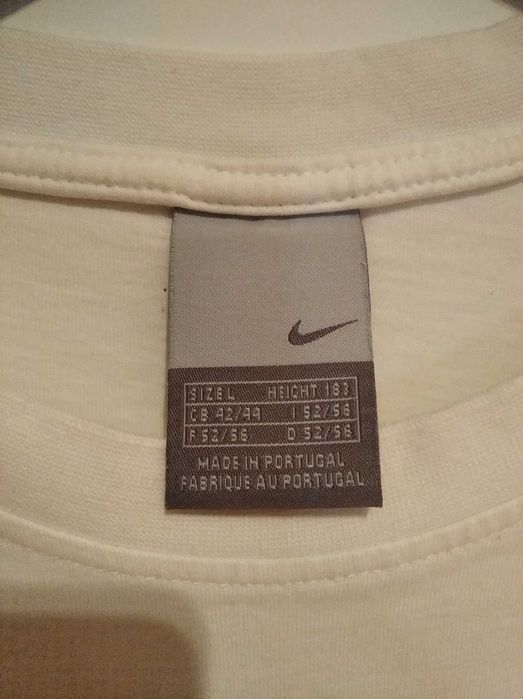 SIZE L HEIGHT 183
GB 42/44 I 52/56
F 52/56 D 52/56
MADE IN PORTUGAL
FABRIQUE AU PORTUGAL